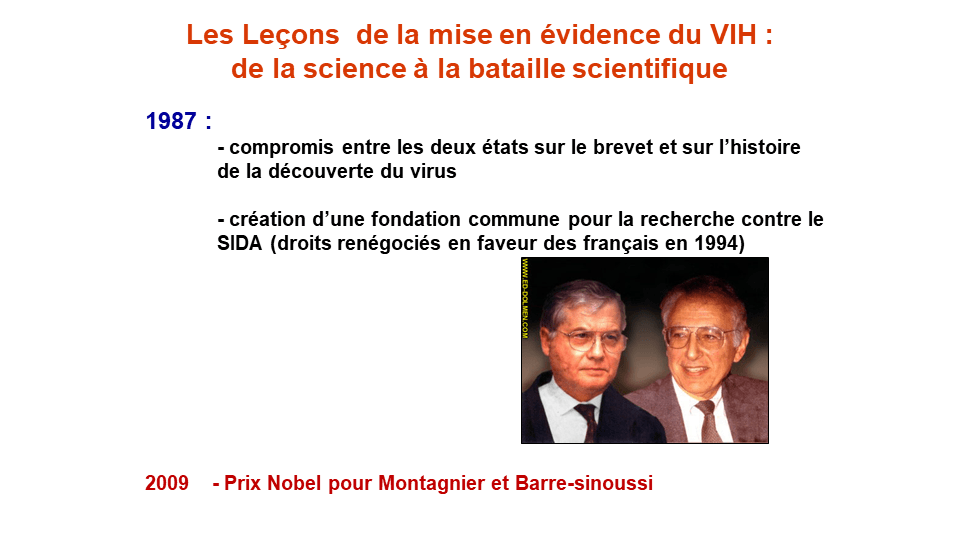 Les Leçons  de la mise en évidence du VIH :
de la science à la bataille scientifique
1987 :
- compromis entre les deux états sur le brevet et sur l’histoire
de la découverte du virus
- création d’une fondation commune pour la recherche contre le
SIDA (droits renégociés en faveur des français en 1994)
WWW.ED-DOLMEN.COM
2009 - Prix Nobel pour Montagnier et Barre-sinoussi